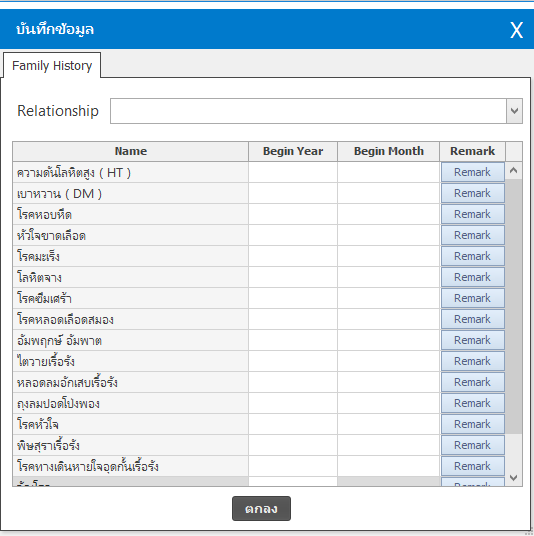 บันทึกข้อมูล X
Family History
Relationship
Name Begin Year Begin Month Remark
ความดันโลหิตสูง ( HT ) Remark
เบาหวาน ( DM ) Remark
โรคหอบหืด Remark
หัวใจขาดเลือด Remark
โรคมะเร็ง Remark
โลหิตจาง Remark
โรคซึมเศร้า Remark
โรคหลอดเลือดสมอง Remark
อัมพฤกษ์ อัมพาต Remark
ไตวายเรื้อรัง Remark
หลอดลมอักเสบเรื้อรัง Remark
ถุงลมปอดโป่งพอง Remark
โรคหัวใจ Remark
พิษสุราเรื้อรัง Remark
โรคทางเดินหายใจอุดกั้นเรื้อรัง Remark
Remark
ตกลง